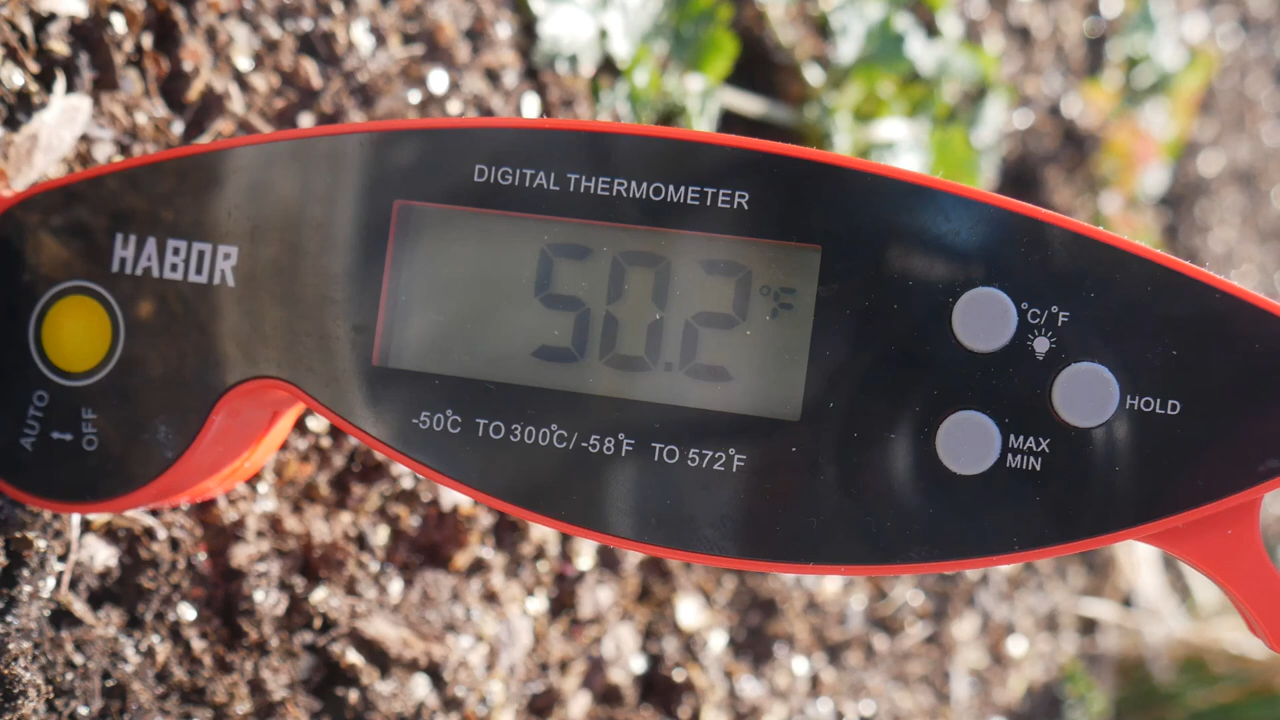 DIGITAL THERMOMETER
HABOR
50.2°F
°C/°F
HOLD
MAX
MIN
AUTO
OFF
-50°C TO 300°C/-58°F TO 572°F